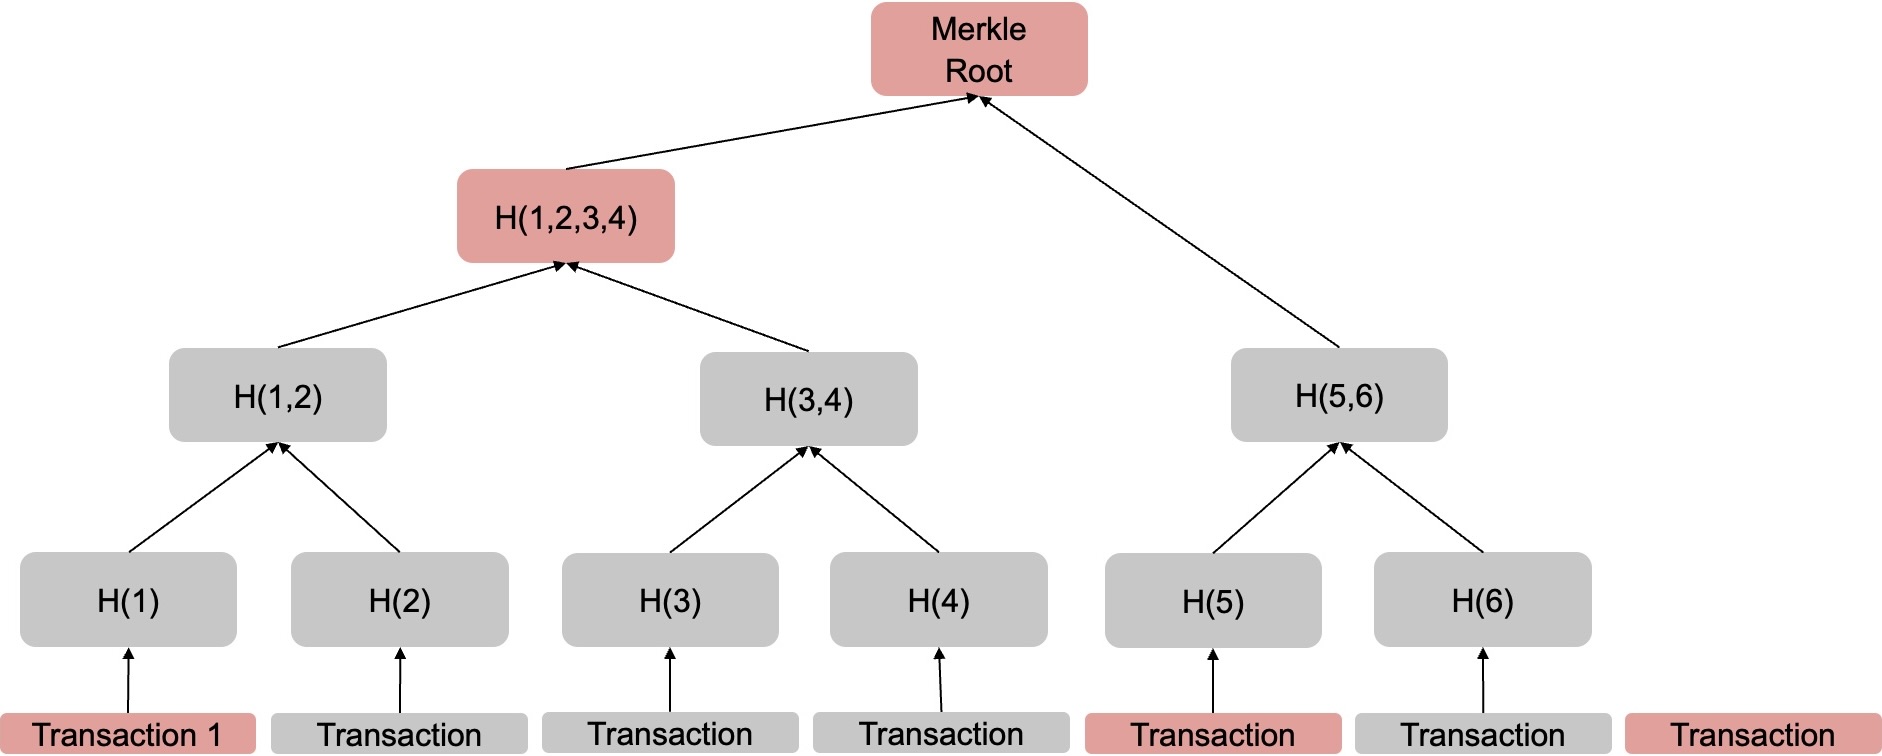 Merkle
Root
H(1,2,3,4)
H(1,2)
H(3,4)
H(5,6)
H(1)
H(2)
H(3)
H(4)
H(5)
H(6)
Transaction 1
Transaction
Transaction
Transaction
Transaction
Transaction
Transaction